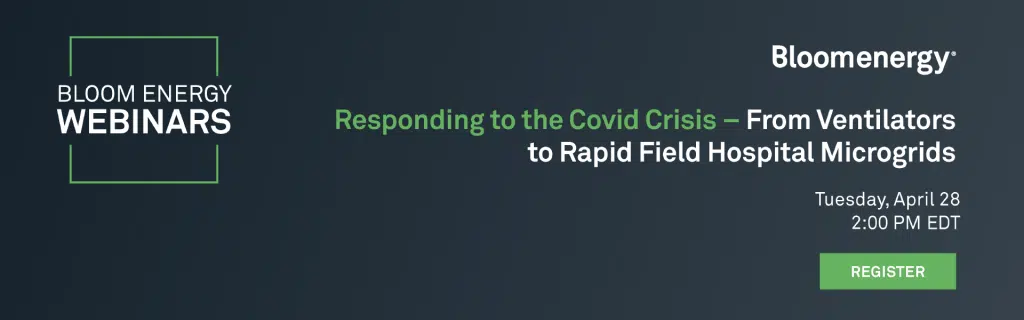 BLOOM ENERGY
WEBINARS
Bloomenergy®
Responding to the Covid Crisis – From Ventilators
to Rapid Field Hospital Microgrids
Tuesday, April 28
2:00 PM EDT
REGISTER